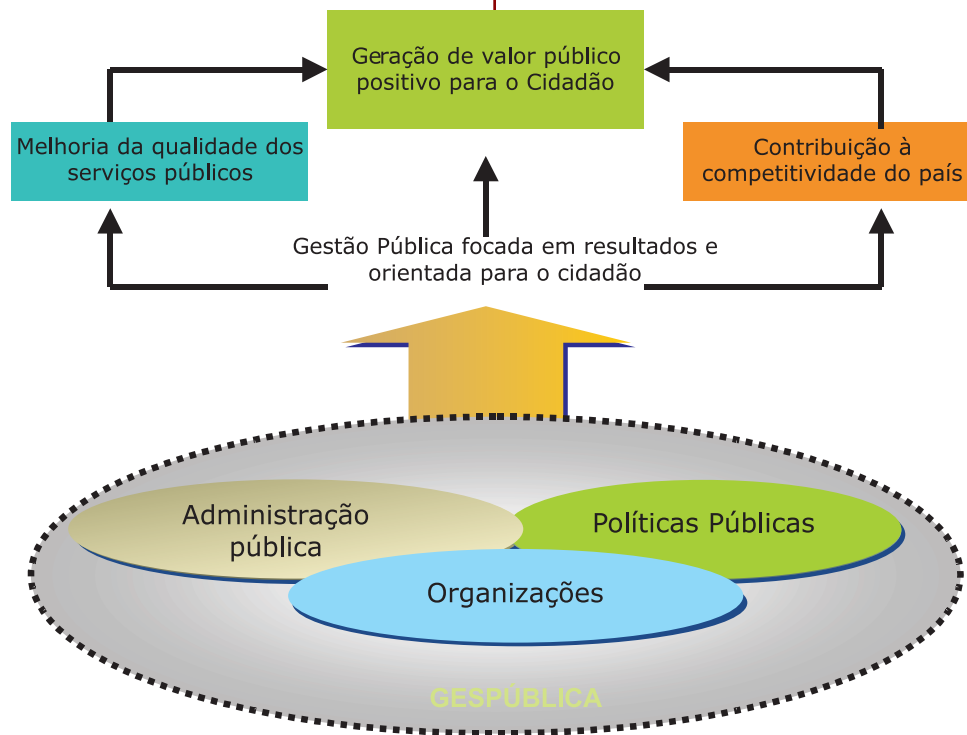 Geração de valor público
positivo para o Cidadão
Melhoria da qualidade dos
serviços públicos
Contribuição à
competitividade do país
Gestão Pública focada em resultados e
orientada para o cidadão
Administração
pública
Políticas Públicas
Organizações
GESPÚBLICA